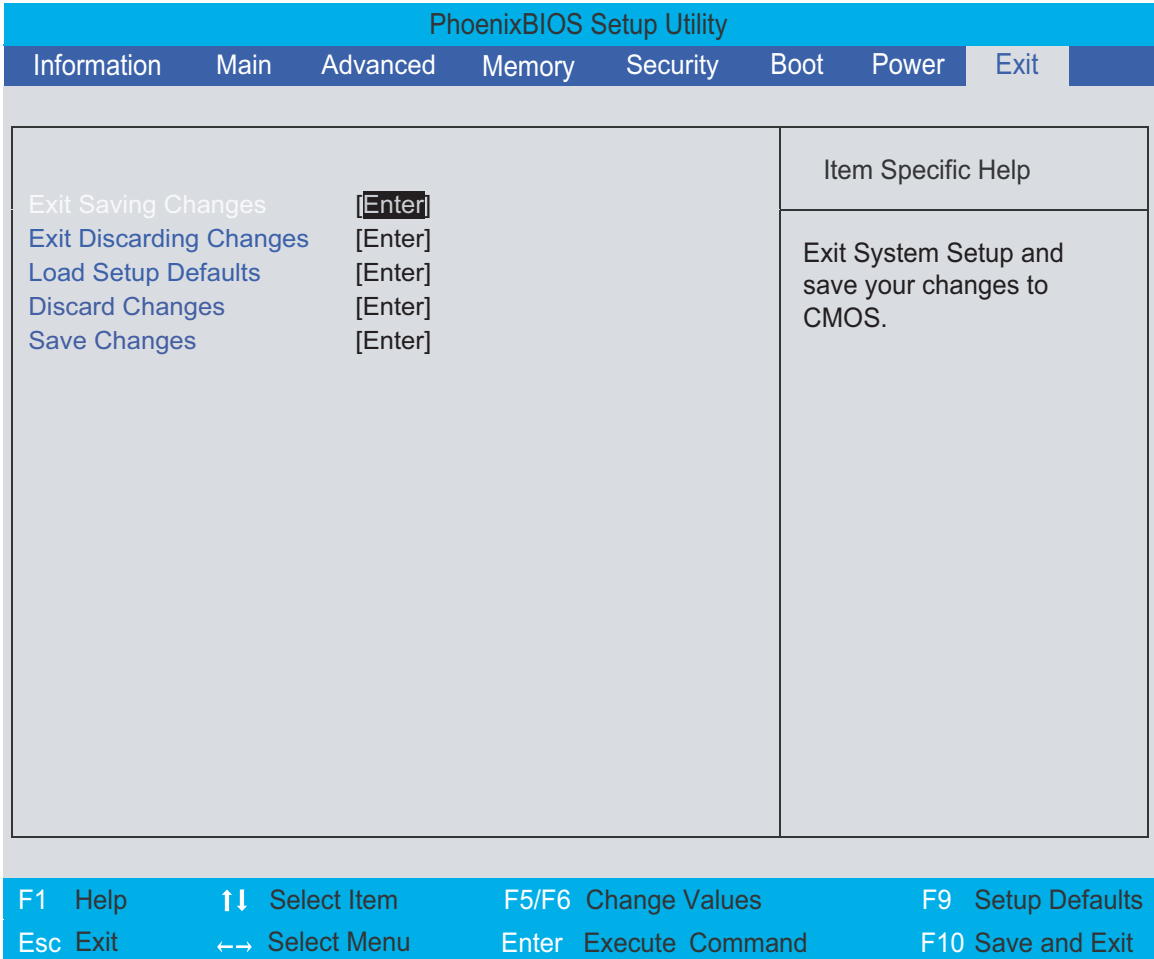 PhoenixBIOS Setup Utility
Information Main Advanced Memory Security Boot Power Exit
Item Specific Help
Exit Saving Changes [Enter]
Exit Discarding Changes [Enter]
Load Setup Defaults [Enter]
Discard Changes [Enter]
Save Changes [Enter]
Exit System Setup and
save your changes to
CMOS.
F1 Help ↑↓ Select Item F5/F6 Change Values F9 Setup Defaults
Esc Exit ←→ Select Menu Enter Execute Command F10 Save and Exit